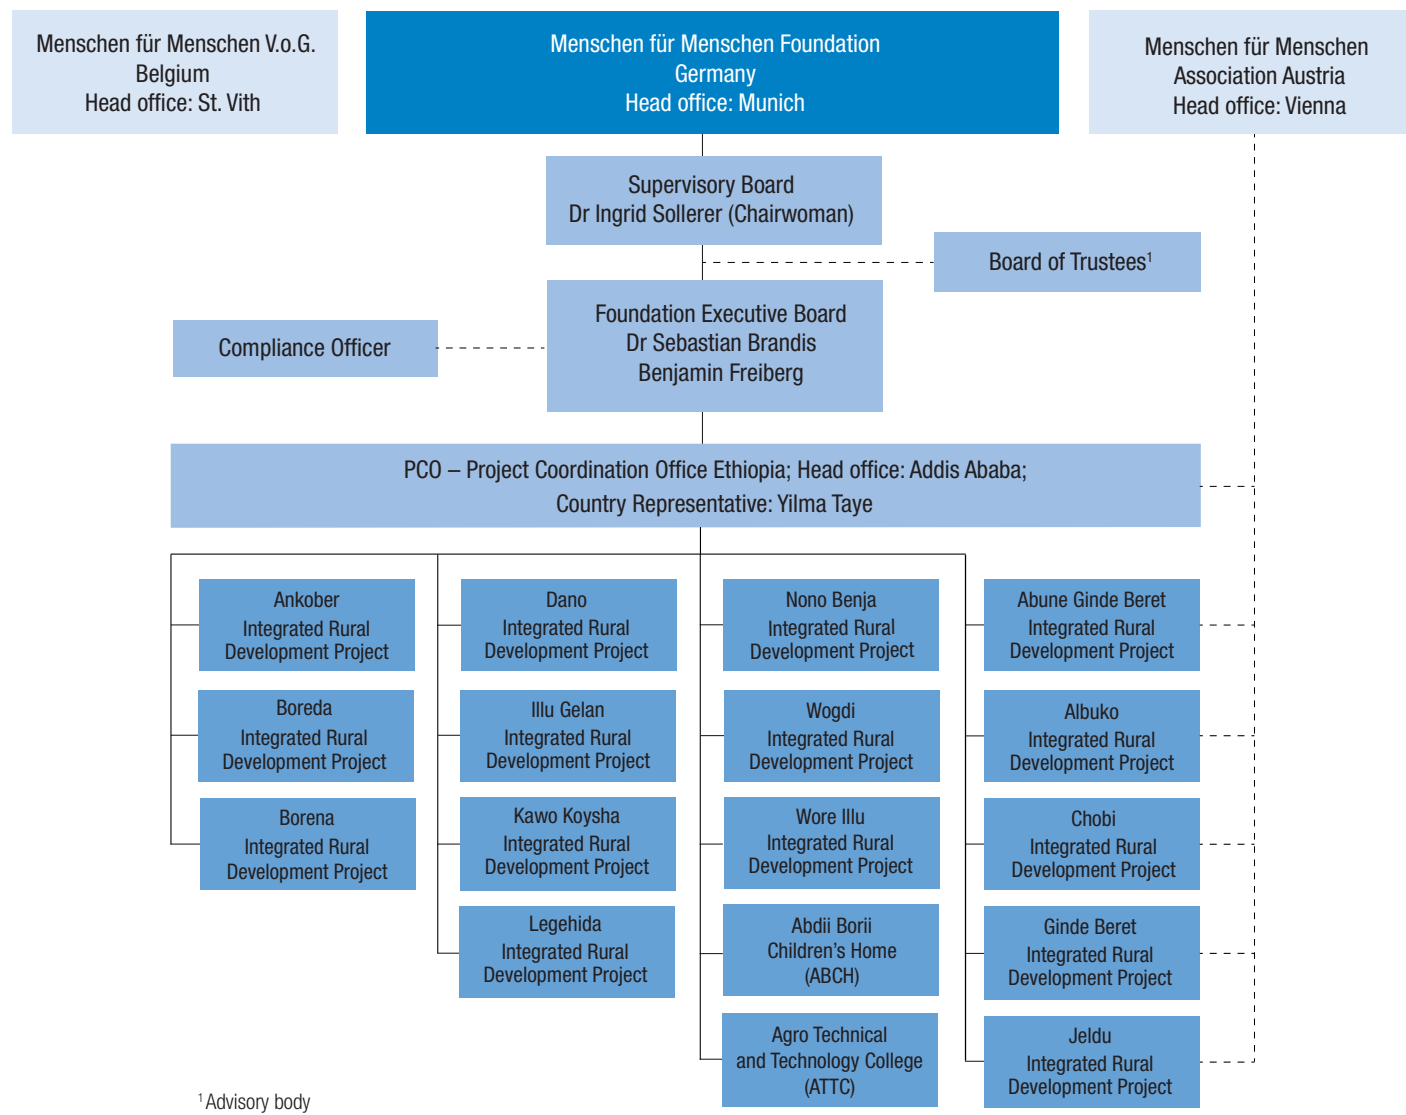 Menschen für Menschen V.o.G.
Belgium
Head office: St. Vith
Menschen für Menschen Foundation
Germany
Head office: Munich
Menschen für Menschen
Association Austria
Head office: Vienna
Supervisory Board
Dr Ingrid Sollerer (Chairwoman)
Board of Trustees¹
Foundation Executive Board
Dr Sebastian Brandis
Benjamin Freiberg
Compliance Officer
PCO – Project Coordination Office Ethiopia; Head office: Addis Ababa;
Country Representative: Yilma Taye
Ankober
Integrated Rural
Development Project
Boreda
Integrated Rural
Development Project
Borena
Integrated Rural
Development Project
Dano
Integrated Rural
Development Project
Illu Gelan
Integrated Rural
Development Project
Kawo Koysha
Integrated Rural
Development Project
Legehida
Integrated Rural
Development Project
Nono Benja
Integrated Rural
Development Project
Wogdi
Integrated Rural
Development Project
Wore Illu
Integrated Rural
Development Project
Abdii Borii
Children's Home
(ABCH)
Agro Technical
and Technology College
(ATTC)
Abune Ginde Beret
Integrated Rural
Development Project
Albuko
Integrated Rural
Development Project
Chobi
Integrated Rural
Development Project
Ginde Beret
Integrated Rural
Development Project
Jeldu
Integrated Rural
Development Project
¹ Advisory body